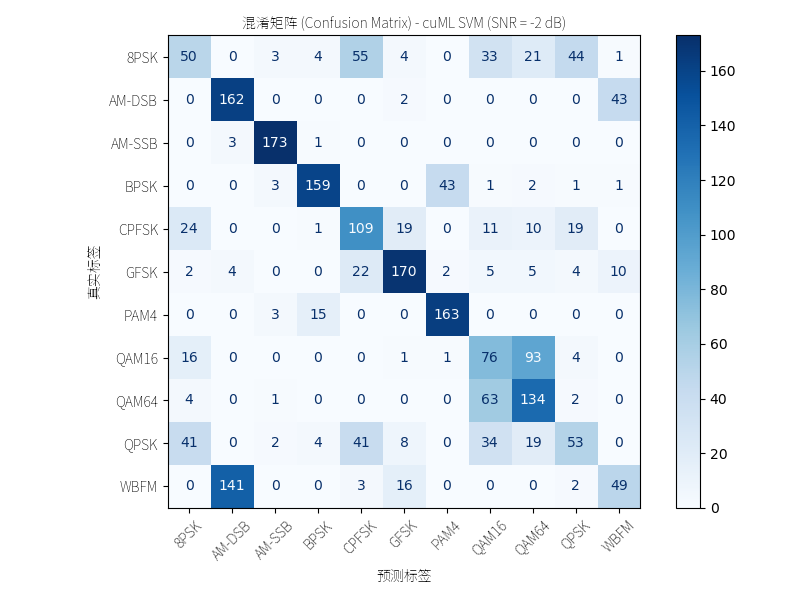 混淆矩阵 (Confusion Matrix) - cuML SVM (SNR = -2 dB)
真实标签
8PSK 50 0 3 4 55 4 0 33 21 44 1
AM-DSB 0 162 0 0 0 2 0 0 0 0 43
AM-SSB 0 3 173 1 0 0 0 0 0 0 0
BPSK 0 0 3 159 0 0 43 1 2 1 1
CPFSK 24 0 0 1 109 19 0 11 10 19 0
GFSK 2 4 0 0 22 170 2 5 5 4 10
PAM4 0 0 3 15 0 0 163 0 0 0 0
QAM16 16 0 0 0 0 1 1 76 93 4 0
QAM64 4 0 1 0 0 0 0 63 134 2 0
QPSK 41 0 2 4 41 8 0 34 19 53 0
WBFM 0 141 0 0 3 16 0 0 0 2 49
8PSK AM-DSB AM-SSB BPSK CPFSK GFSK PAM4 QAM16 QAM64 QPSK WBFM
预测标签
160
140
120
100
80
60
40
20
0